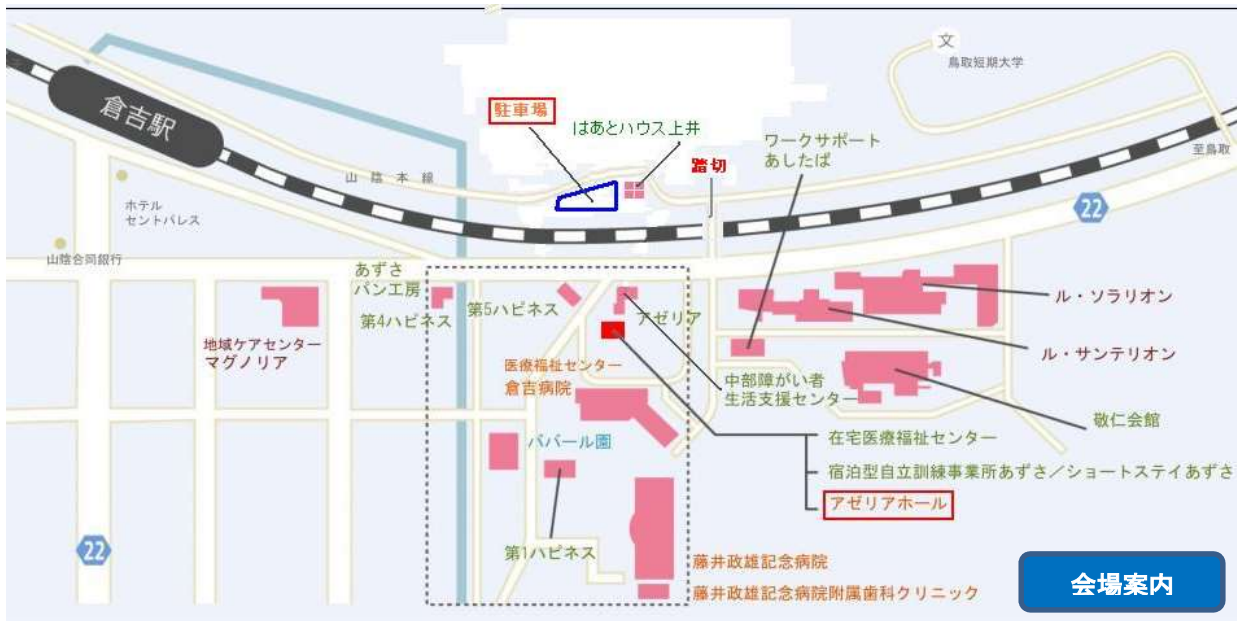 文
鳥取短期大学
駐車場
はあとハウス上井
ワークサポート
あしたば
踏切
倉吉駅
至鳥取
山陰本線
ホテル
セントパレス
22
山陰合同銀行
あずさ
パン工房
第4ハピネス
第5ハピネス
アゼリア
ル・ソラリオン
地域ケアセンター
マグノリア
医療福祉センター
倉吉病院
ル・サンテリオン
中部障がい者
生活支援センター
敬仁会館
ババール園
在宅医療福祉センター
宿泊型自立訓練事業所あずさ／ショートステイあずさ
アゼリアホール
22
第1ハピネス
藤井政雄記念病院
藤井政雄記念病院附属歯科クリニック
会場案内